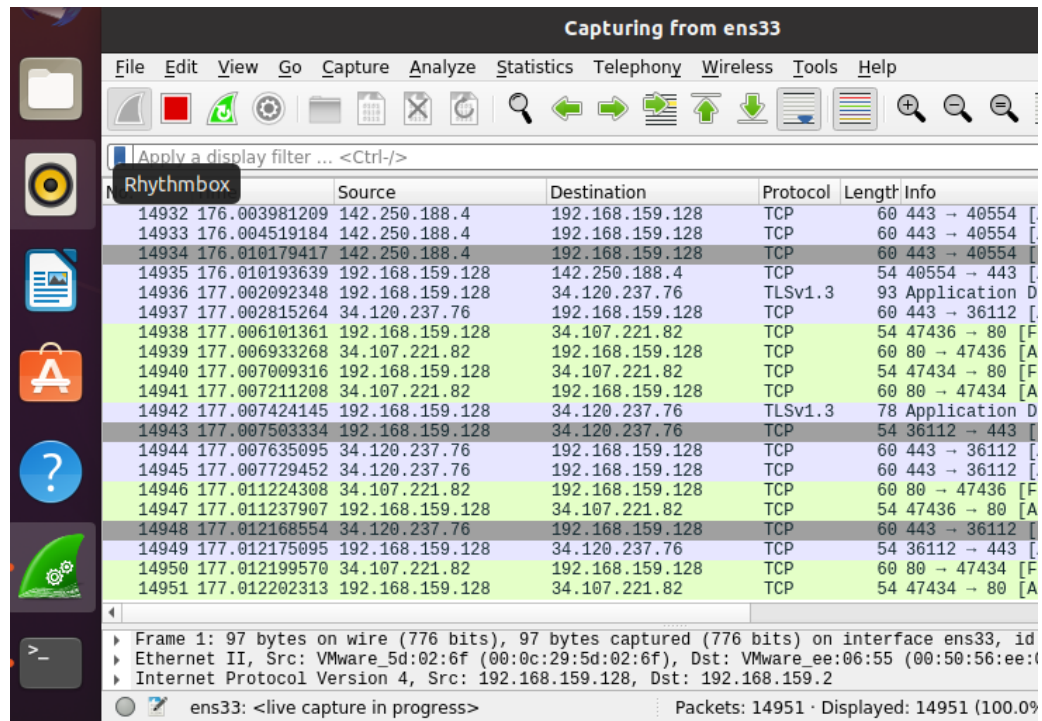 Capturing from ens33
File Edit View Go Capture Analyze Statistics Telephony Wireless Tools Help
Apply a display filter ... <Ctrl-/>
Rhythmbox
Source Destination Protocol Length Info
14932 176.003981209 142.250.188.4 192.168.159.128 TCP 60 443 → 40554 [
14933 176.004519184 142.250.188.4 192.168.159.128 TCP 60 443 → 40554 [
14934 176.010179417 142.250.188.4 192.168.159.128 TCP 60 443 → 40554 [
14935 176.010193639 192.168.159.128 142.250.188.4 TCP 54 40554 → 443 [
14936 177.002092348 192.168.159.128 34.120.237.76 TLSv1.3 93 Application D
14937 177.002815264 34.120.237.76 192.168.159.128 TCP 60 443 → 36112 [
14938 177.006101361 192.168.159.128 34.107.221.82 TCP 54 47436 → 80 [F
14939 177.006933268 34.107.221.82 192.168.159.128 TCP 60 80 → 47436 [A
14940 177.007009316 192.168.159.128 34.107.221.82 TCP 54 47434 → 80 [F
14941 177.007211208 34.107.221.82 192.168.159.128 TCP 60 80 → 47434 [A
14942 177.007424145 192.168.159.128 34.120.237.76 TLSv1.3 78 Application D
14943 177.007503334 192.168.159.128 34.120.237.76 TCP 54 36112 → 443 [
14944 177.007635095 34.120.237.76 192.168.159.128 TCP 60 443 → 36112 [
14945 177.007729452 34.120.237.76 192.168.159.128 TCP 60 443 → 36112 [
14946 177.011224308 34.107.221.82 192.168.159.128 TCP 60 80 → 47436 [F
14947 177.011237907 192.168.159.128 34.107.221.82 TCP 54 47436 → 80 [A
14948 177.012168554 34.120.237.76 192.168.159.128 TCP 60 443 → 36112 [
14949 177.012175095 192.168.159.128 34.120.237.76 TCP 54 36112 → 443 [
14950 177.012199570 34.107.221.82 192.168.159.128 TCP 60 80 → 47434 [F
14951 177.012202313 192.168.159.128 34.107.221.82 TCP 54 47434 → 80 [A
Frame 1: 97 bytes on wire (776 bits), 97 bytes captured (776 bits) on interface ens33, id
Ethernet II, Src: VMware_5d:02:6f (00:0c:29:5d:02:6f), Dst: VMware_ee:06:55 (00:50:56:ee:
Internet Protocol Version 4, Src: 192.168.159.128, Dst: 192.168.159.2
ens33: <live capture in progress> Packets: 14951 · Displayed: 14951 (100.0%